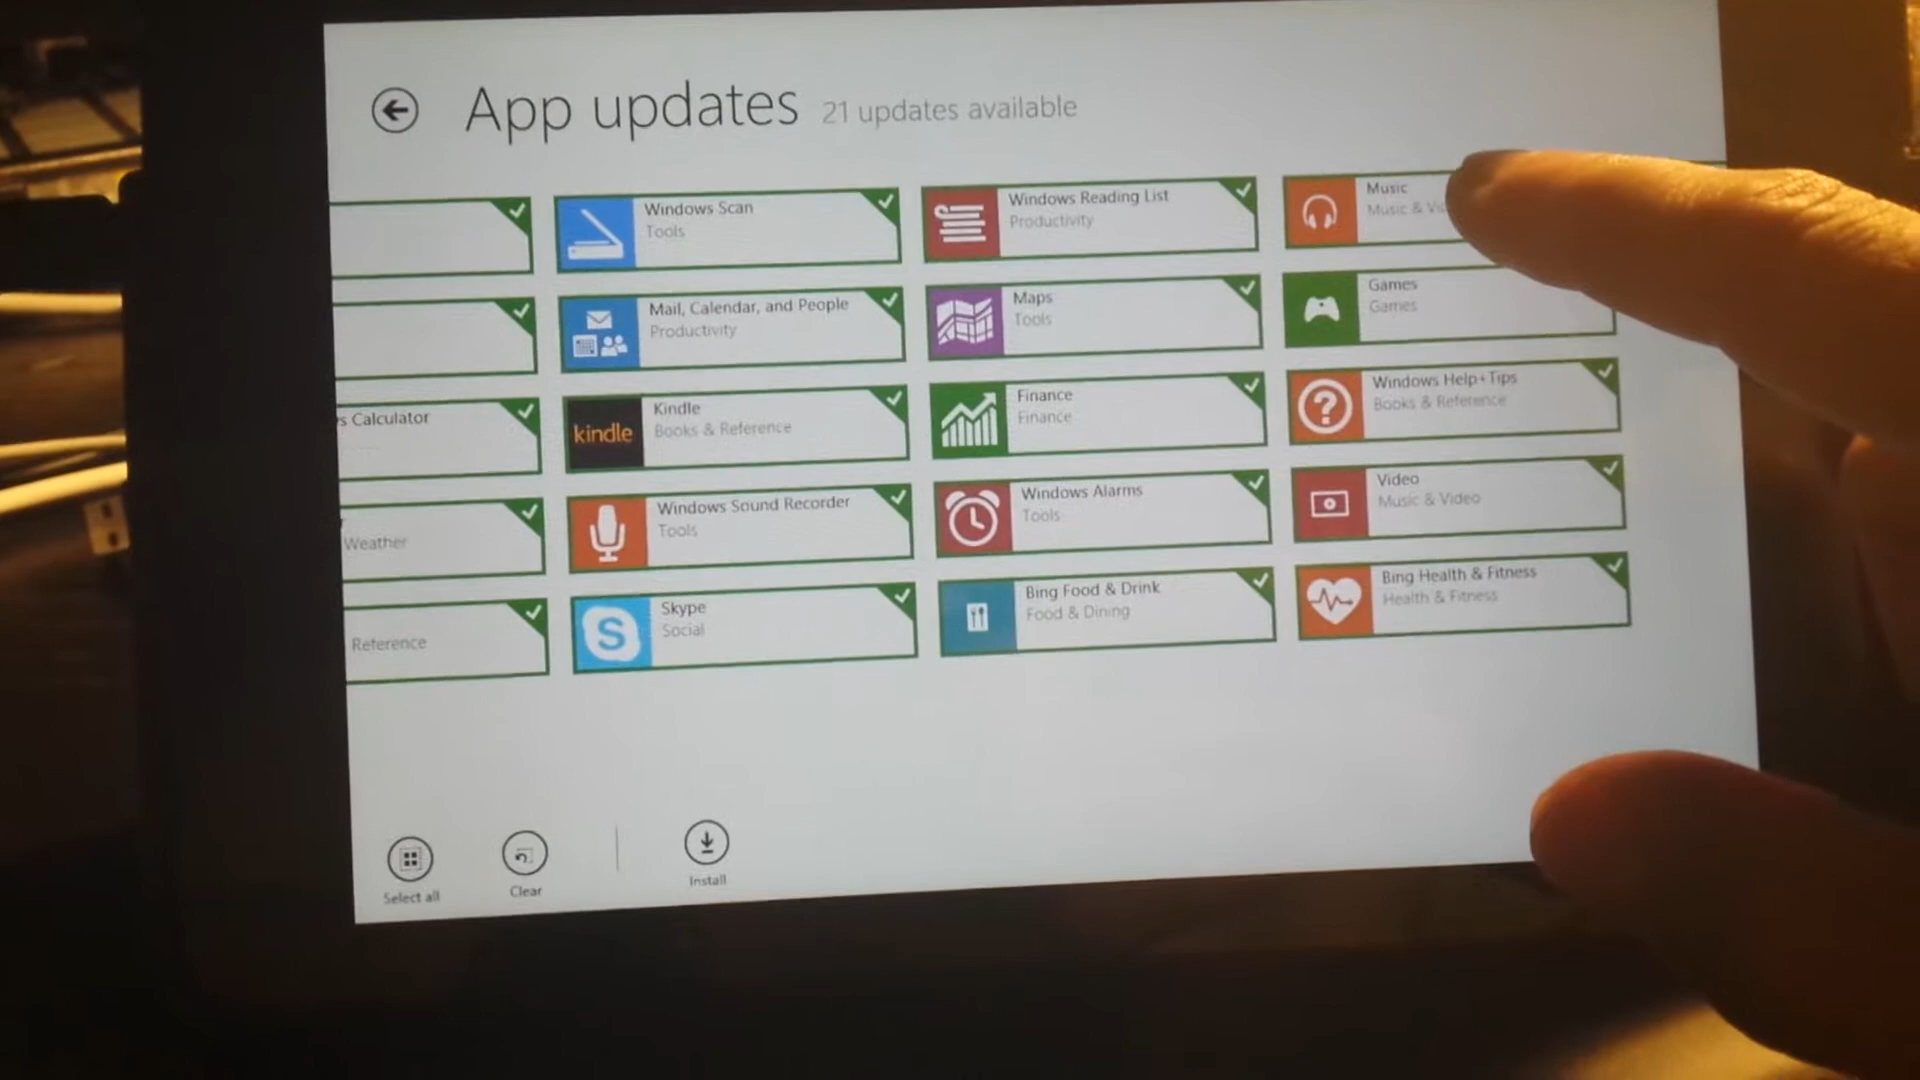 App updates 21 updates available
Windows Scan
Tools
Windows Reading List
Productivity
Music
Music &
Mail, Calendar, and People
Productivity
Maps
Tools
Games
Games
s Calculator
kindle
Kindle
Books & Reference
Finance
Finance
Windows Help+Tips
Books & Reference
Weather
Windows Sound Recorder
Tools
Windows Alarms
Tools
Video
Music & Video
Reference
S
Skype
Social
Bing Food & Drink
Food & Dining
Bing Health & Fitness
Health & Fitness
Select all
Clear
Install